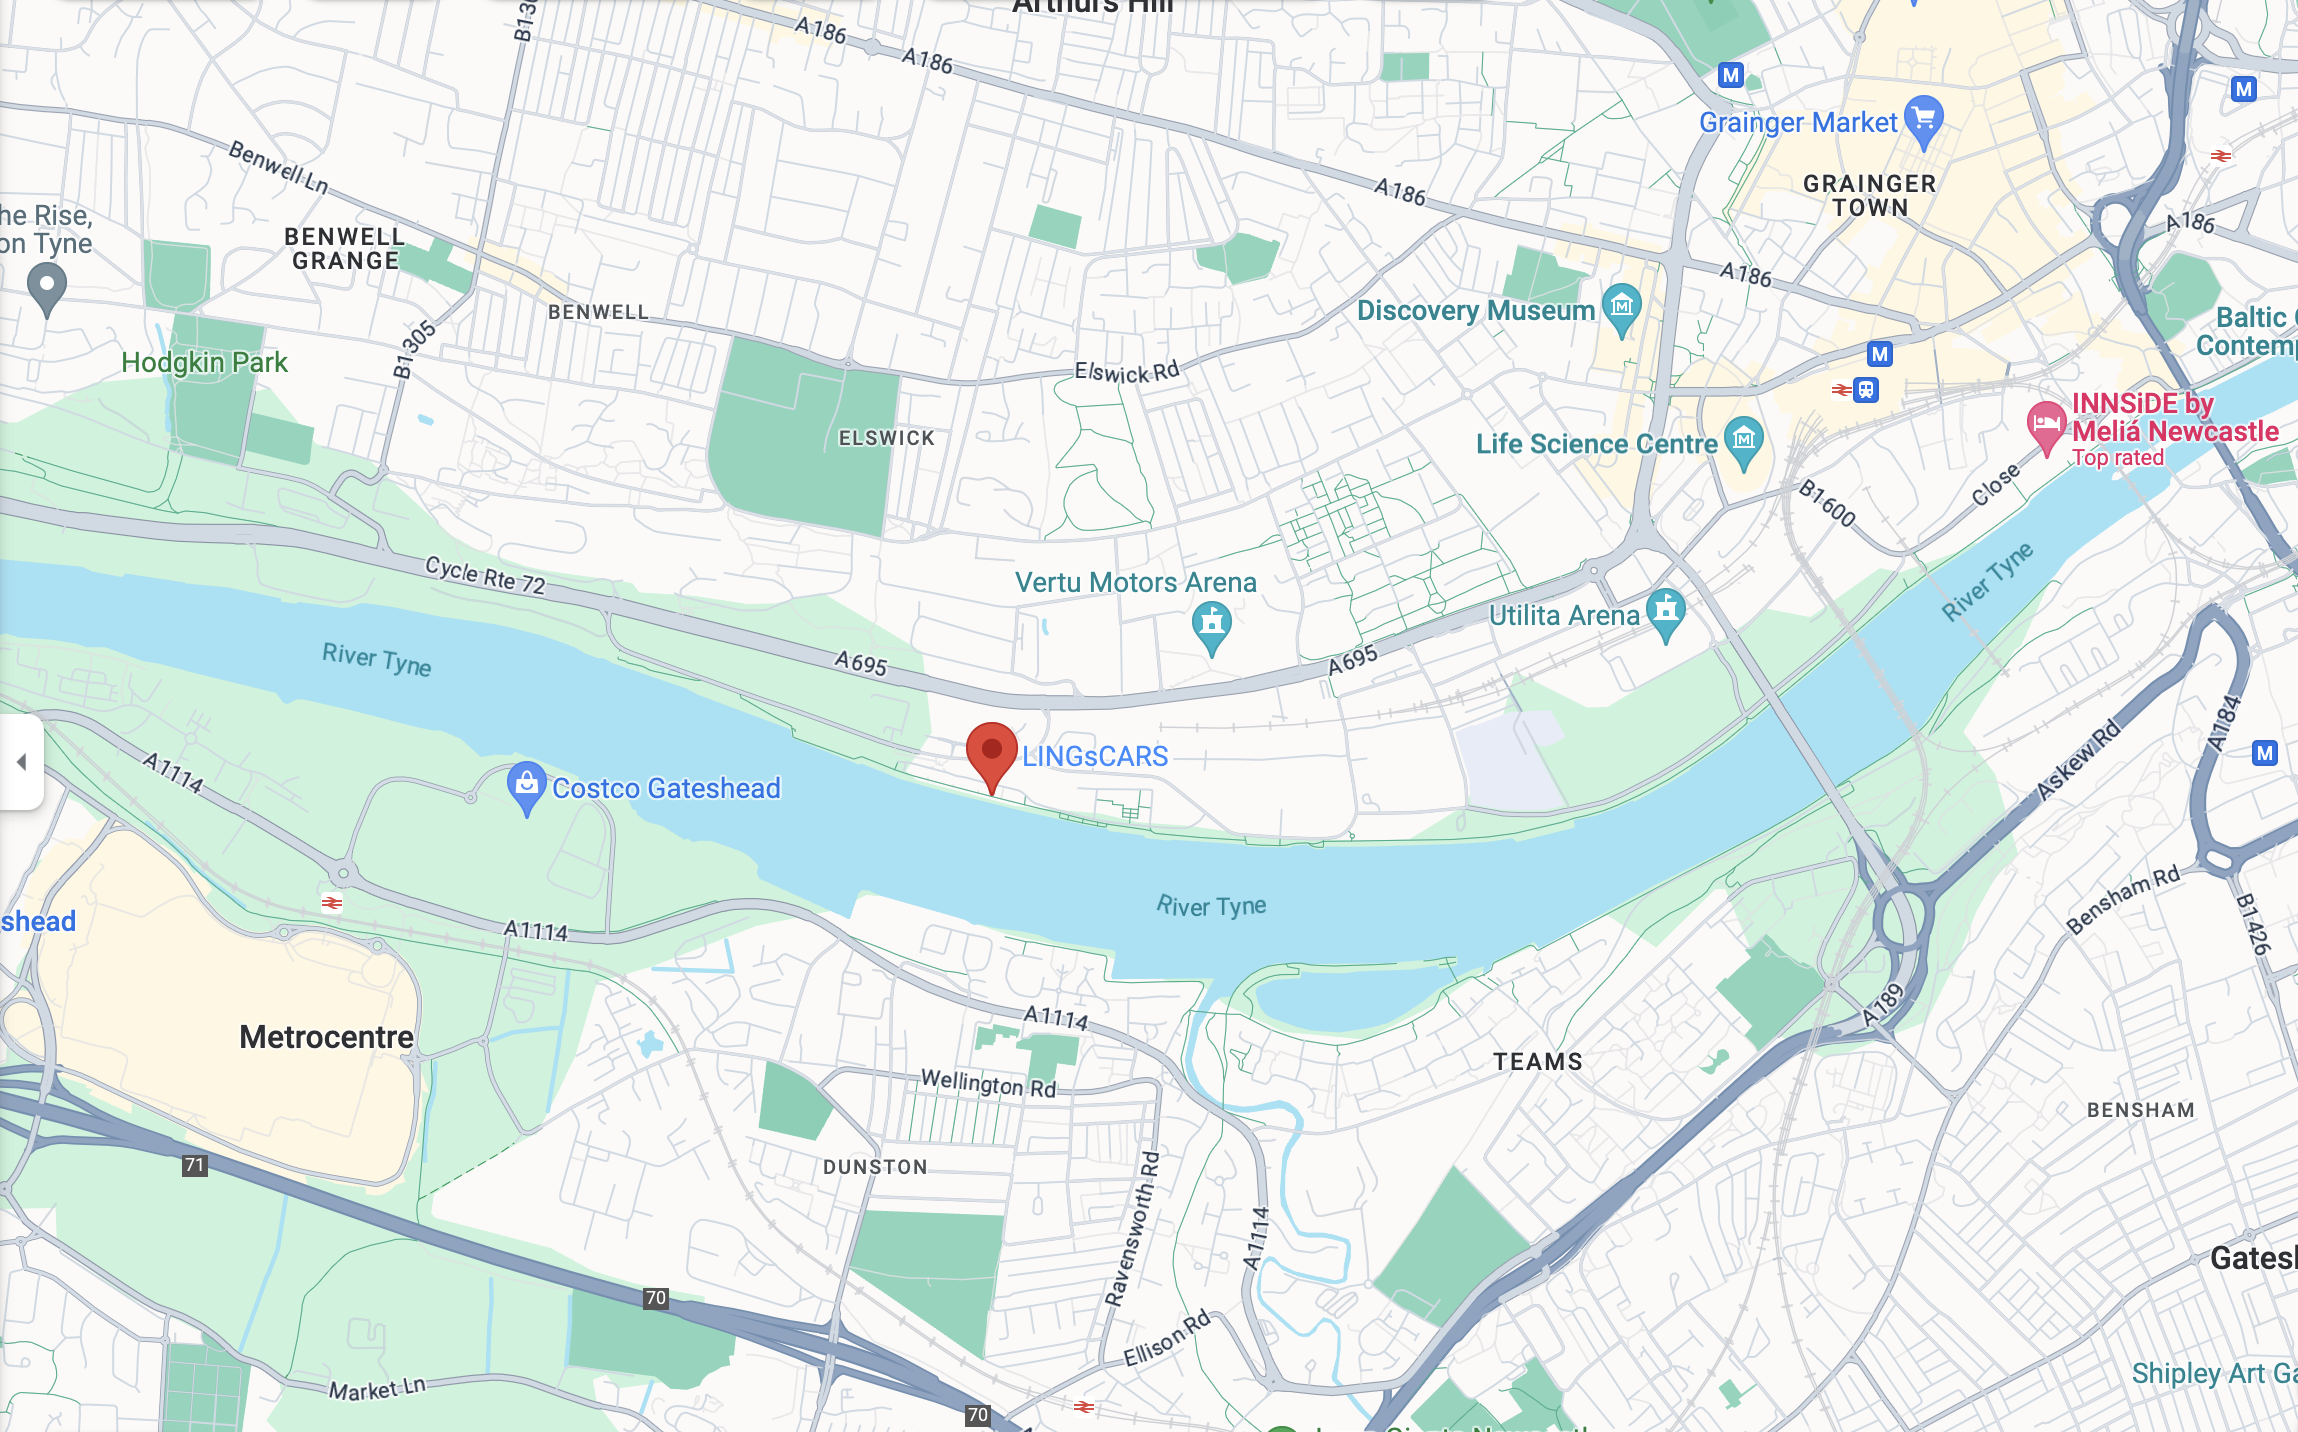 Arthurs Hill
B130
A186
A186
Grainger Market
Benwell Ln
GRAINGER
TOWN
A186
he Rise,
on Tyne
BENWELL
GRANGE
A186
A186
BENWELL
Discovery Museum
Baltic
Contemp
B1305
Hodgkin Park
Elswick Rd
INNSiDE by
Meliá Newcastle
Top rated
ELSWICK
Life Science Centre
B1600
Close
Cycle Rte 72
Vertu Motors Arena
River Tyne
Utilita Arena
River Tyne
A695
A695
A184
LINGsCARS
Askew Rd
A1114
Costco Gateshead
River Tyne
Bensham Rd
shead
A1114
B1426
A1114
A189
Metrocentre
TEAMS
Wellington Rd
BENSHAM
71
DUNSTON
Ravensworth Rd
A1114
Gatesh
70
Ellison Rd
Market Ln
Shipley Art Ga
70